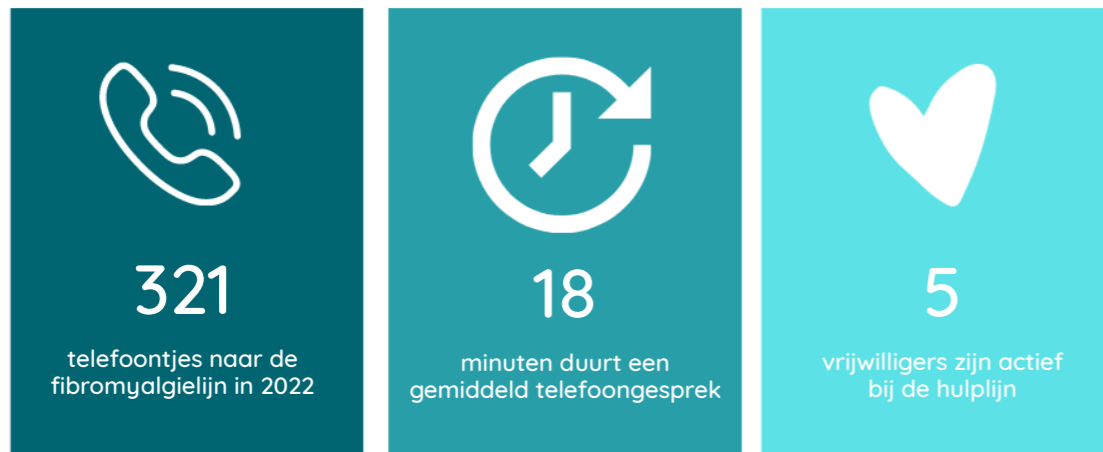 321
telefoontjes naar de
fibromyalgielijn in 2022
18
minuten duurt een
gemiddeld telefoongesprek
5
vrijwilligers zijn actief
bij de hulplijn